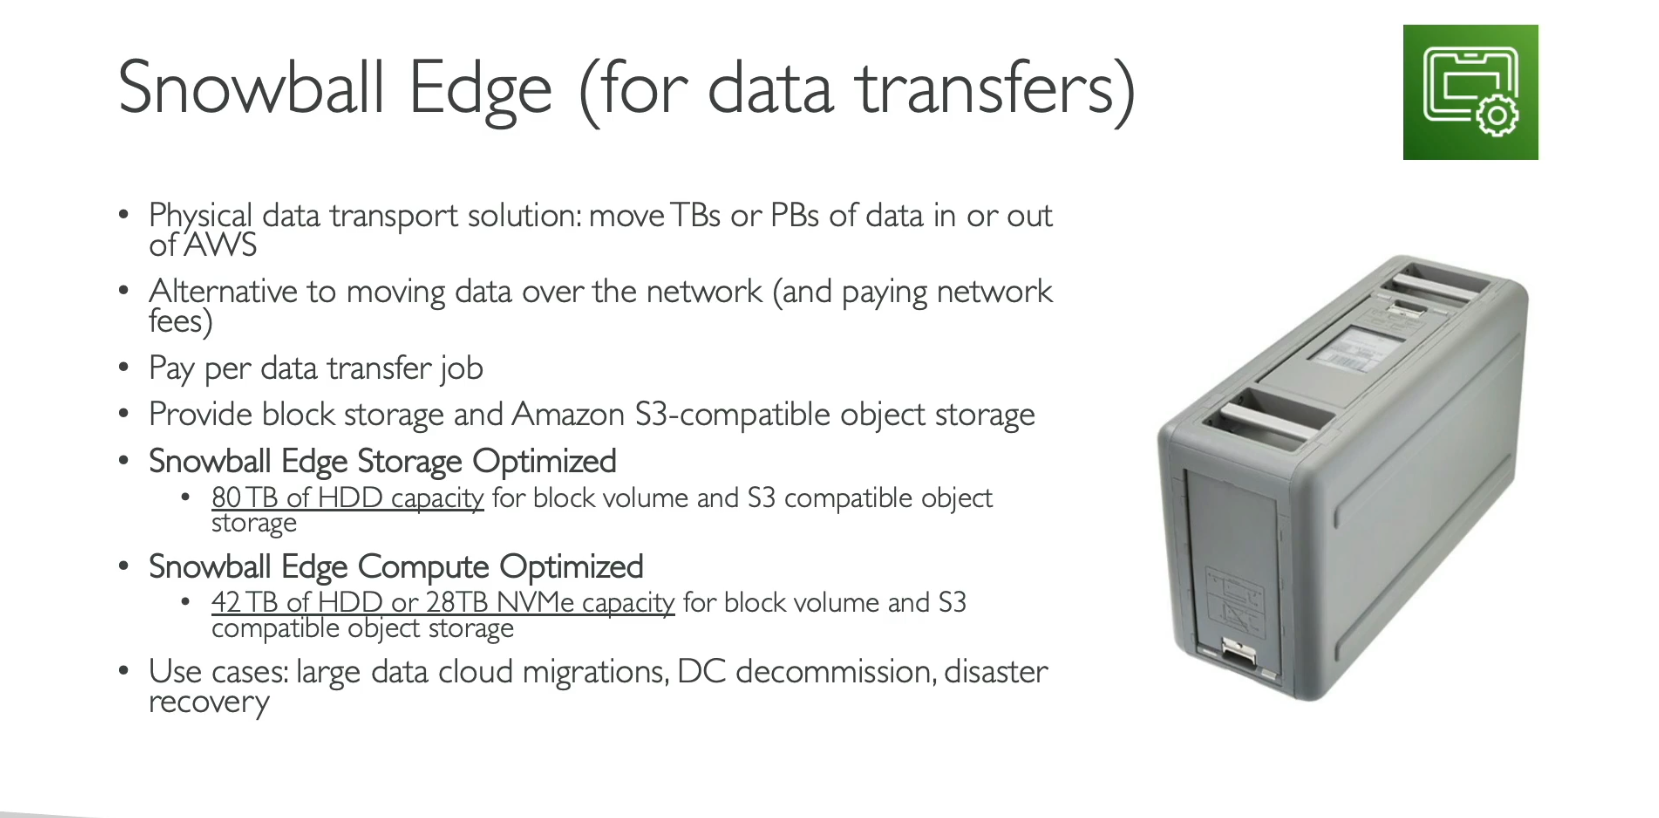 Snowball Edge (for data transfers)
• Physical data transport solution: move TBs or PBs of data in or out
of AWS
• Alternative to moving data over the network (and paying network
fees)
• Pay per data transfer job
• Provide block storage and Amazon S3-compatible object storage
• Snowball Edge Storage Optimized
• 80 TB of HDD capacity for block volume and S3 compatible object
storage
• Snowball Edge Compute Optimized
• 42 TB of HDD or 28TB NVMe capacity for block volume and S3
compatible object storage
• Use cases: large data cloud migrations, DC decommission, disaster
recovery